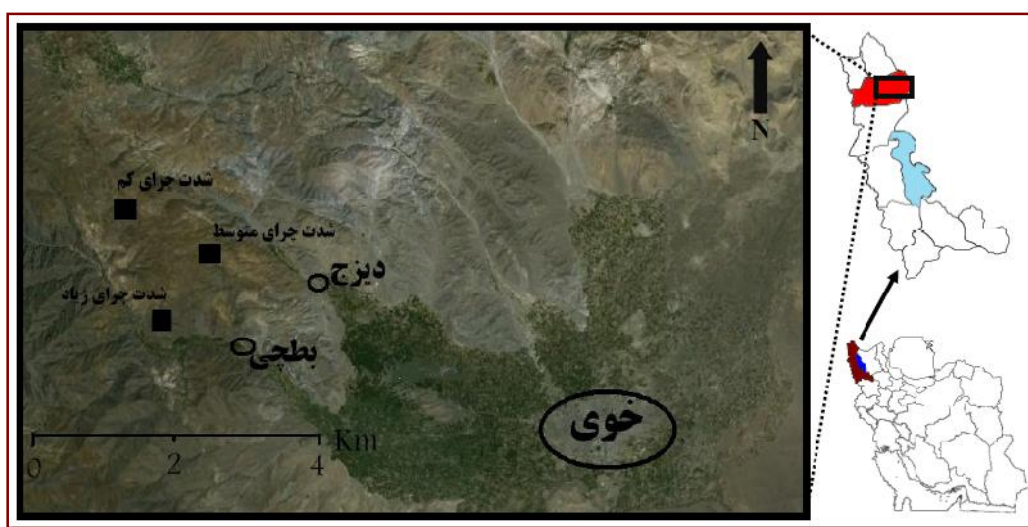 N
شدت چرای کم
شدت چرای متوسط
دیزج
شدت چرای زیاد
بطچی
خوی
Km
0
2
4